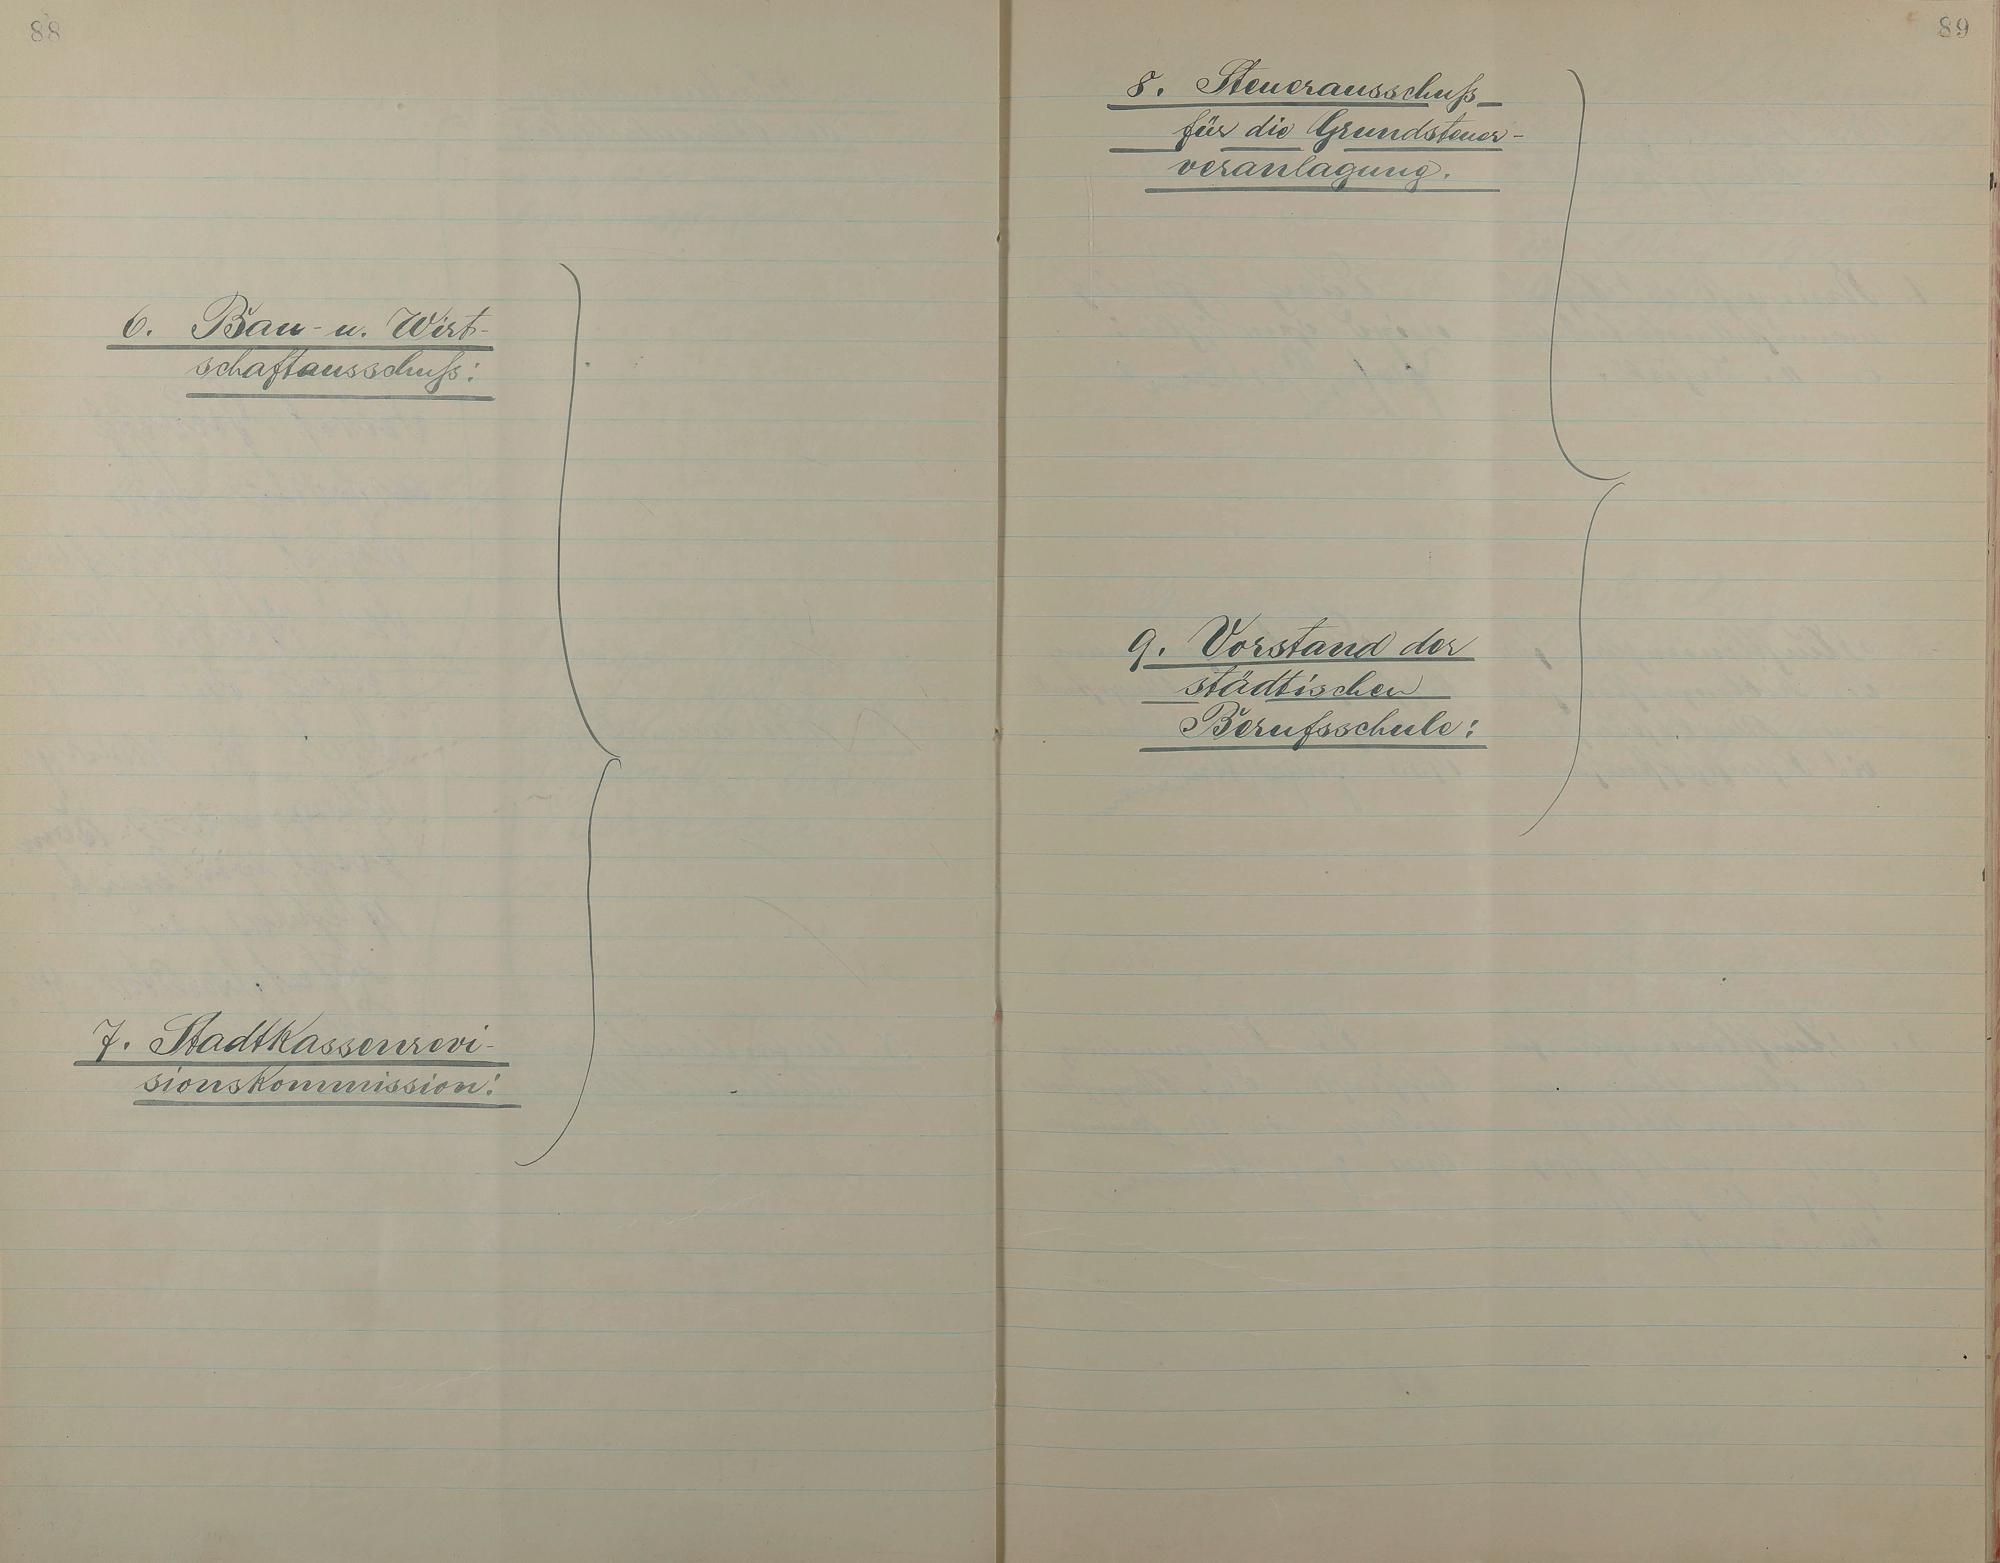 88
6. Bau- u. Wirt-
schaftausschuß:
7. Stadtkassenrevi-
sionskommission:
89
8. Steuerausschuß
für die Grundsteuer-
veranlagung.
9. Vorstand der
städtischen
Berufsschule: